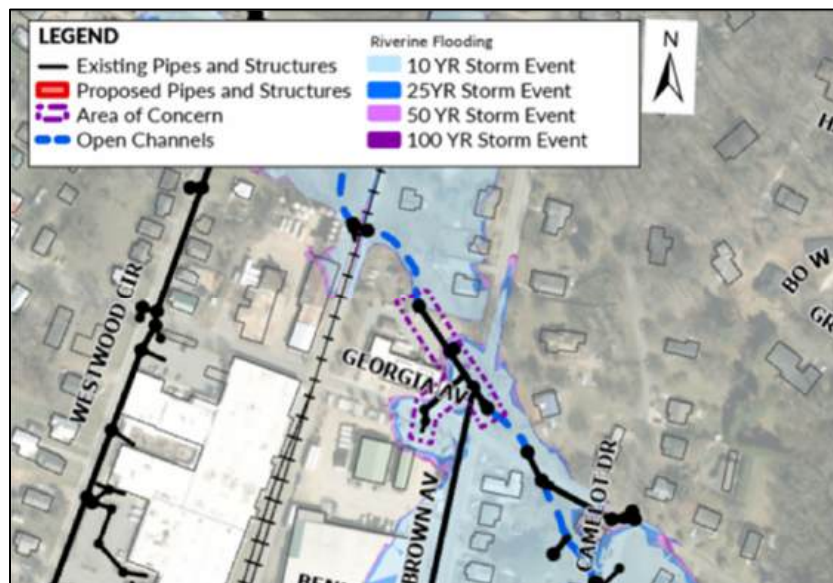 LEGEND
Existing Pipes and Structures
Proposed Pipes and Structures
Area of Concern
Open Channels
Riverine Flooding
10 YR Storm Event
25YR Storm Event
50 YR Storm Event
100 YR Storm Event
N
WESTWOOD CIR
GEORGIA AV
BO W
GR
BROWN AV
CAMELOT DR